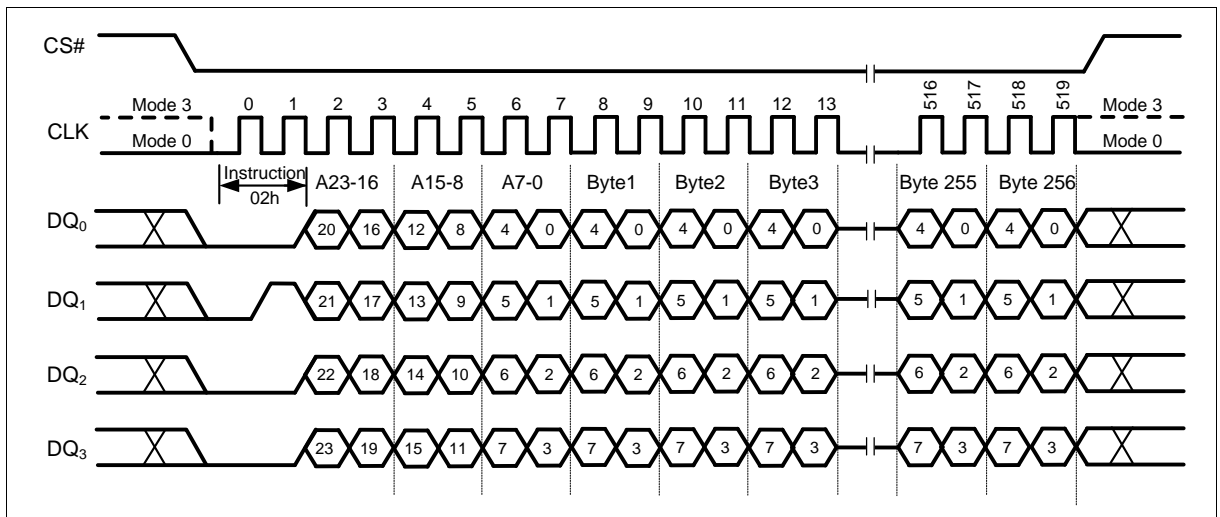 CS#
0 1 2 3 4 5 6 7 8 9 10 11 12 13 516 517 518 519
Mode 3 Mode 3
CLK
Mode 0 Mode 0
Instruction A23-16 A15-8 A7-0 Byte1 Byte2 Byte3 Byte 255 Byte 256
02h
DQ0 20 16 12 8 4 0 4 0 4 0 4 0 4 0 4 0
DQ1 21 17 13 9 5 1 5 1 5 1 5 1 5 1 5 1
DQ2 22 18 14 10 6 2 6 2 6 2 6 2 6 2 6 2
DQ3 23 19 15 11 7 3 7 3 7 3 7 3 7 3 7 3